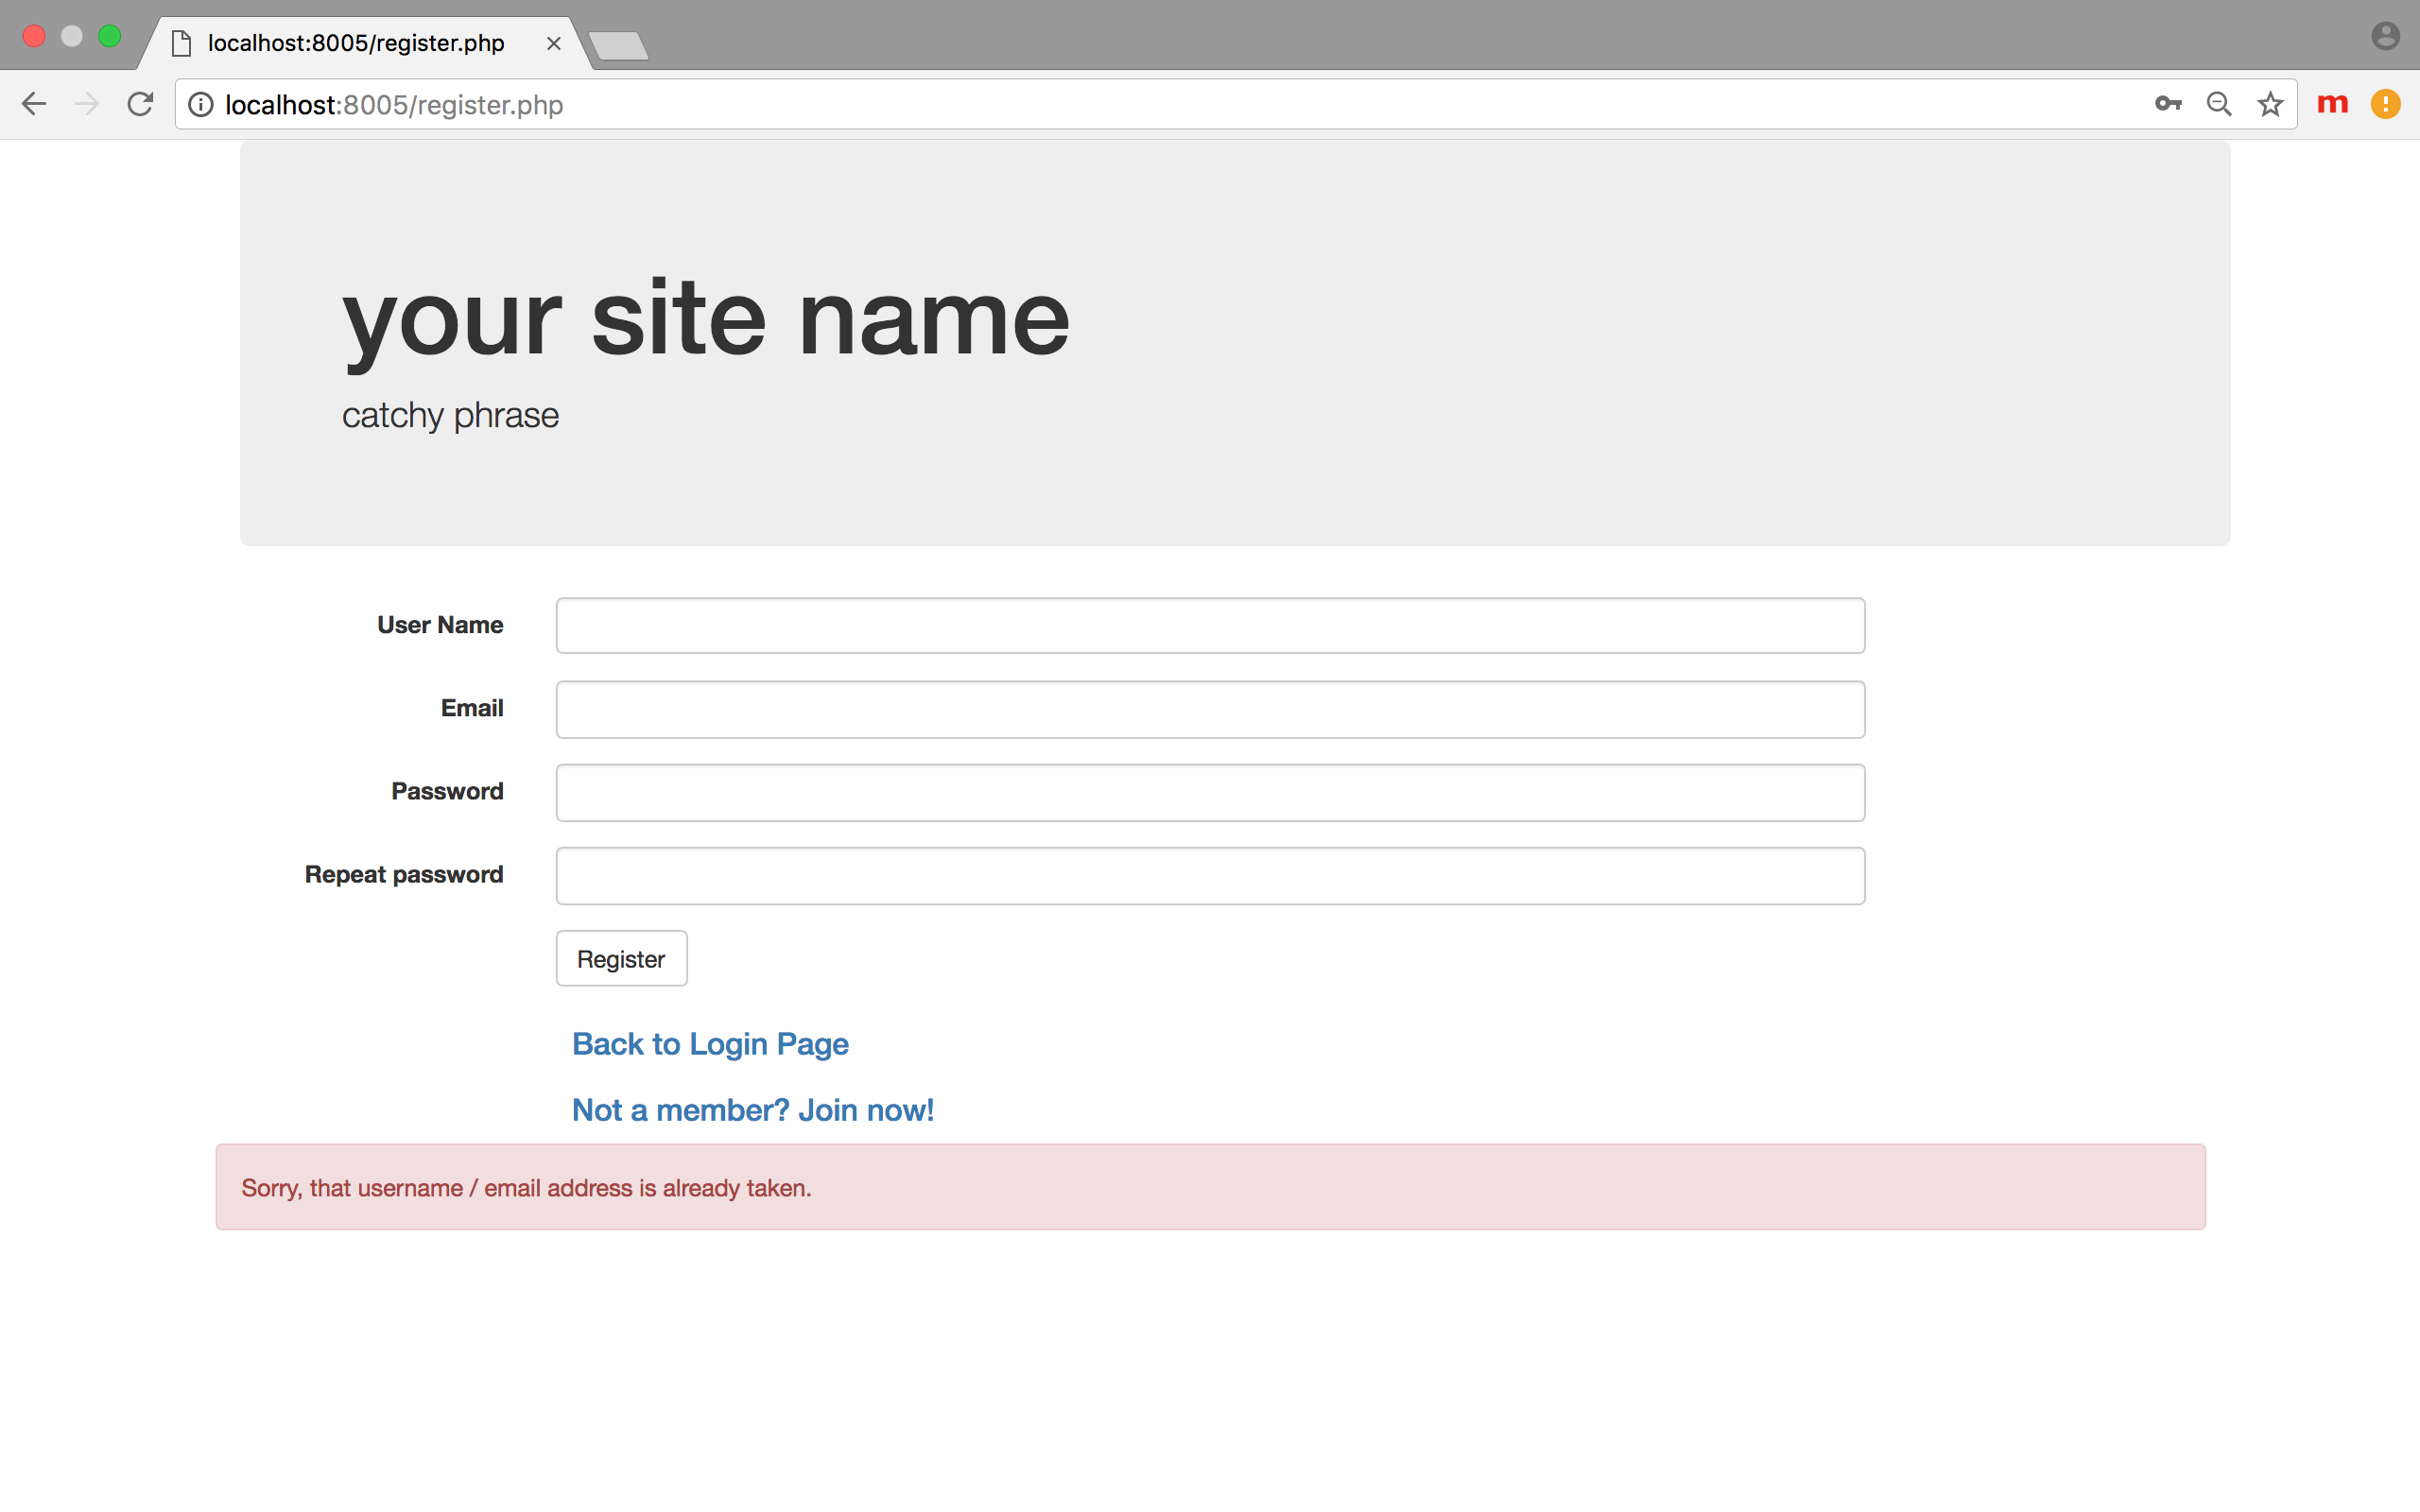 localhost:8005/register.php
localhost:8005/register.php
m
your site name
catchy phrase
User Name
Email
Password
Repeat password
Register
Back to Login Page
Not a member? Join now!
Sorry, that username / email address is already taken.